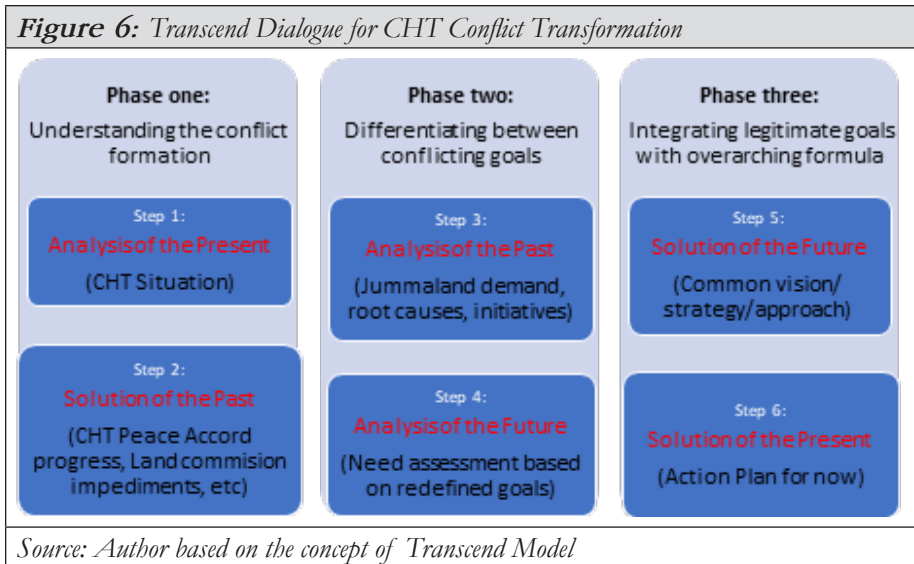 Figure 6: Transcend Dialogue for CHT Conflict Transformation
Phase one:
Understanding the conflict
formation
Step 1:
Analysis of the Present
(CHT Situation)
Step 2:
Solution of the Past
(CHT Peace Accord
progress, Land commision
impediments, etc)
Phase two:
Differentiating between
conflicting goals
Step 3:
Analysis of the Past
(Jummaland demand,
root causes, initiatives)
Step 4:
Analysis of the Future
(Need assessment based
on redefined goals)
Phase three:
Integrating legitimate goals
with overarching formula
Step 5:
Solution of the Future
(Common vision/
strategy/approach)
Step 6:
Solution of the Present
(Action Plan for now)
Source: Author based on the concept of Transcend Model